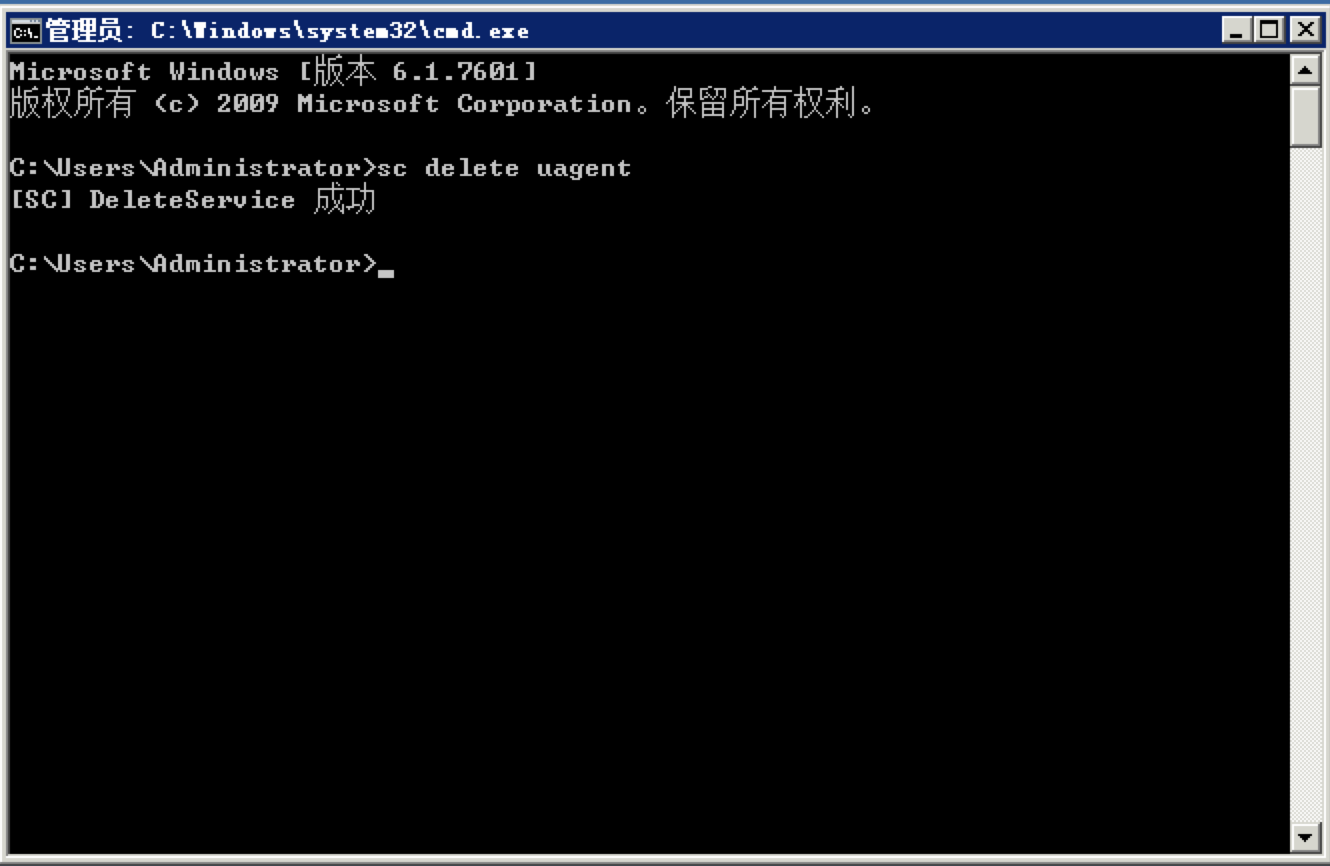 管理员: C:\Windows\system32\cmd.exe
Microsoft Windows [版本 6.1.7601]
版权所有 (c) 2009 Microsoft Corporation。保留所有权利。
C:\Users\Administrator>sc delete uagent
[SC] DeleteService 成功
C:\Users\Administrator>_